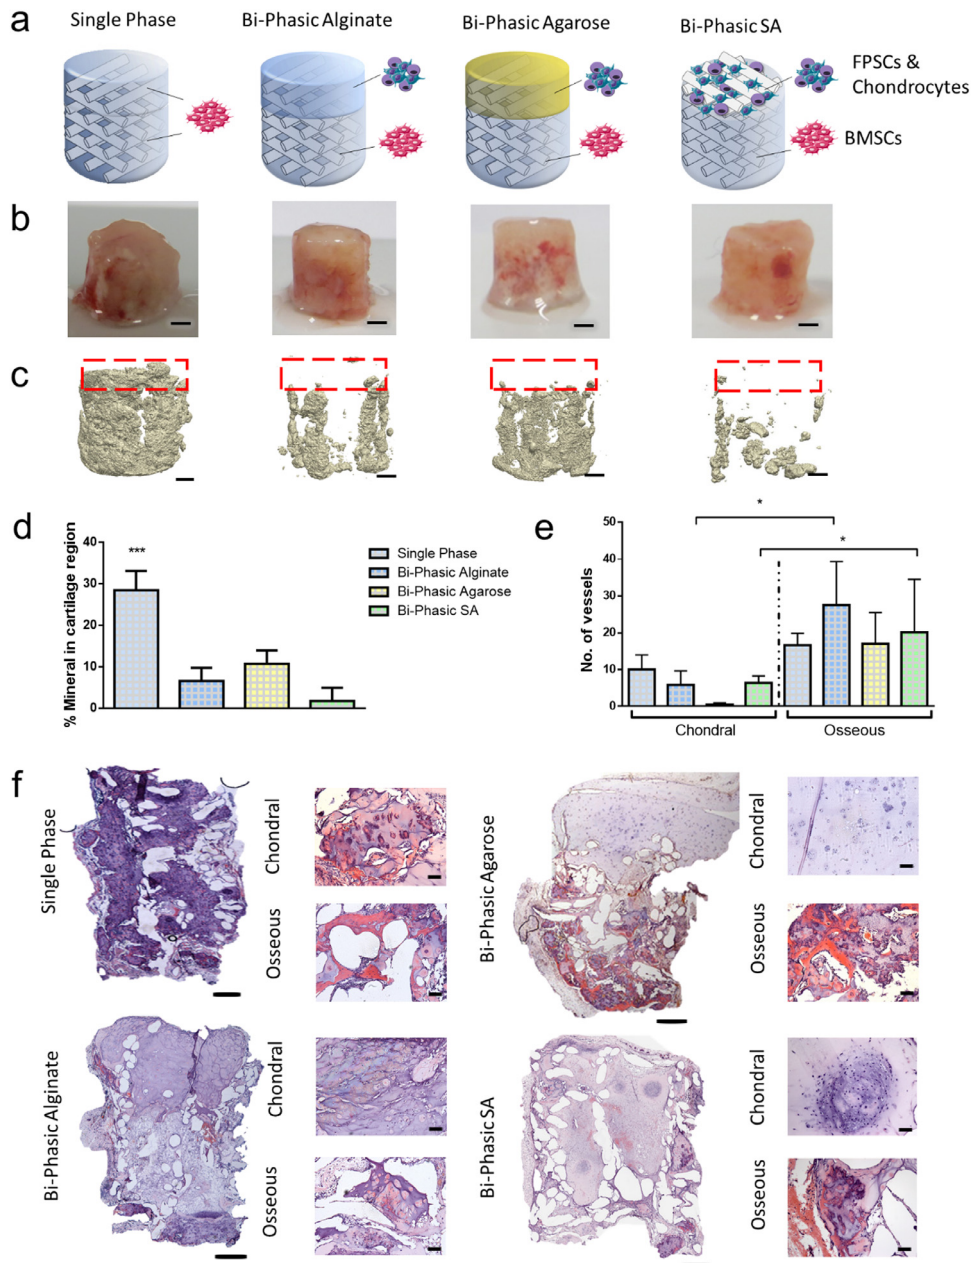 a
Single Phase
Bi-Phasic Alginate
Bi-Phasic Agarose
Bi-Phasic SA
FPSCs &
Chondrocytes
BMSCs
b
c
d
% Mineral in cartilage region
40
30
20
10
0
***
Single Phase
Bi-Phasic Alginate
Bi-Phasic Agarose
Bi-Phasic SA
e
No. of vessels
50
40
30
20
10
0
*
*
Chondral
Osseous
f
Single Phase
Chondral
Osseous
Bi-Phasic Agarose
Chondral
Osseous
Bi-Phasic Alginate
Chondral
Osseous
Bi-Phasic SA
Chondral
Osseous